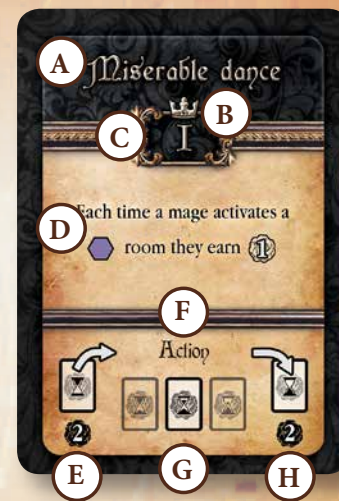 A
Miserable dance
B
C
I
Each time a mage activates a
D
room they earn 1
F
Action
2
2
E
G
H